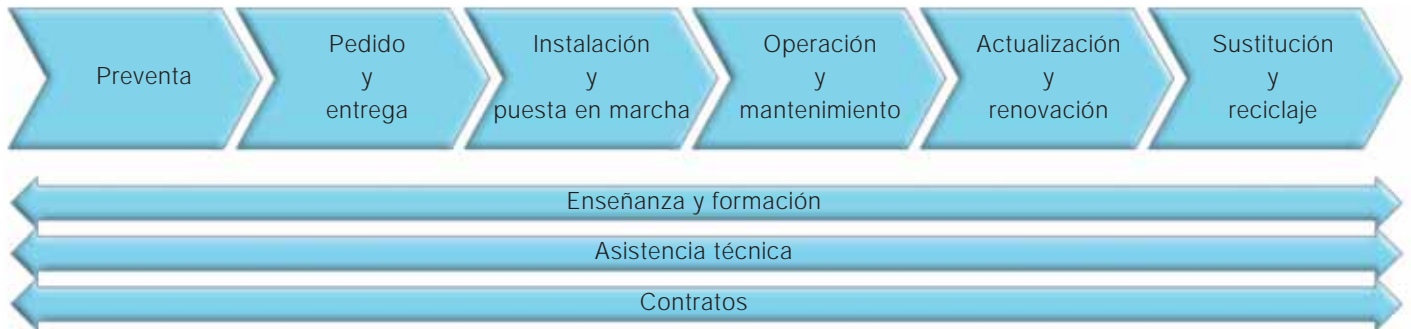 Preventa
Pedido
y
entrega
Instalación
y
puesta en marcha
Operación
y
mantenimiento
Actualización
y
renovación
Sustitución
y
reciclaje
Enseñanza y formación
Asistencia técnica
Contratos